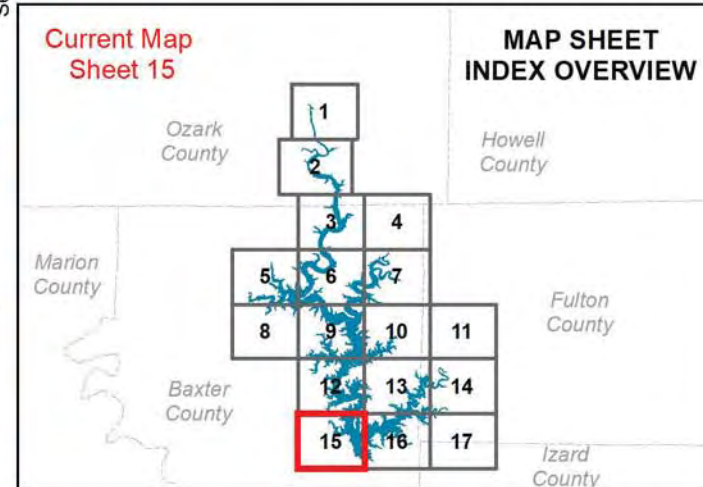 Current Map
Sheet 15
MAP SHEET
INDEX OVERVIEW
1
Ozark
County
Howell
County
2
3
4
Marion
County
5
6
7
Fulton
County
8
9
10
11
Baxter
County
12
13
14
15
16
17
Izard
County